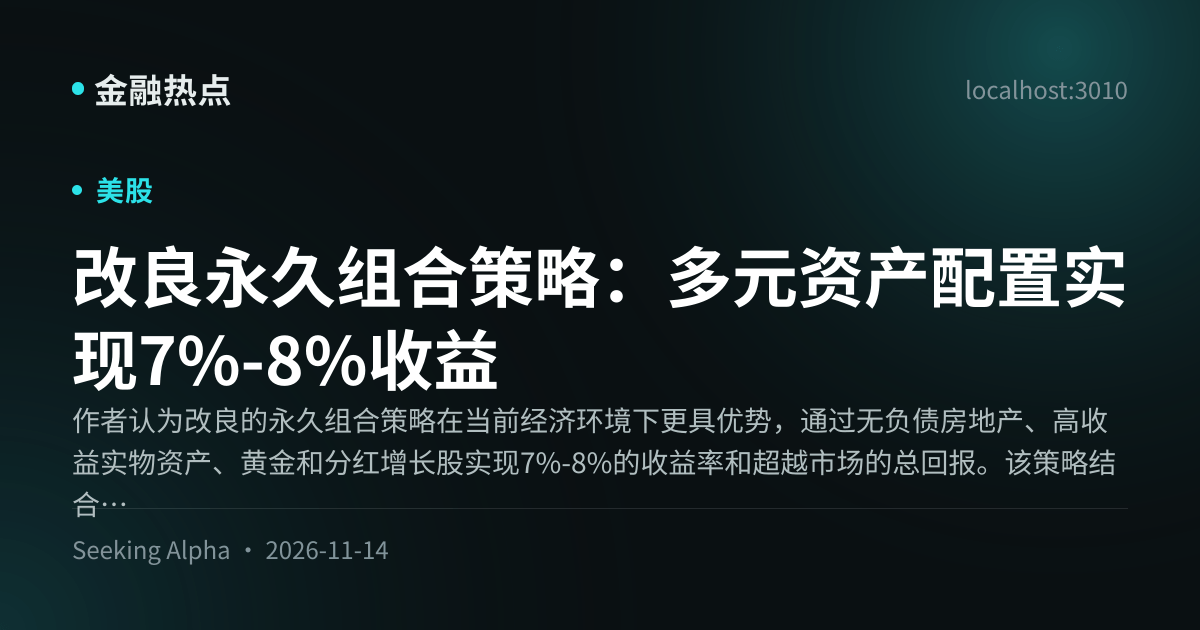 金融热点
localhost:3010
美股
改良永久组合策略：多元资产配置实
现7%-8%收益
作者认为改良的永久组合策略在当前经济环境下更具优势，通过无负债房地产、高收
益实物资产、黄金和分红增长股实现7%-8%的收益率和超越市场的总回报。该策略结
合…
Seeking Alpha · 2026-11-14